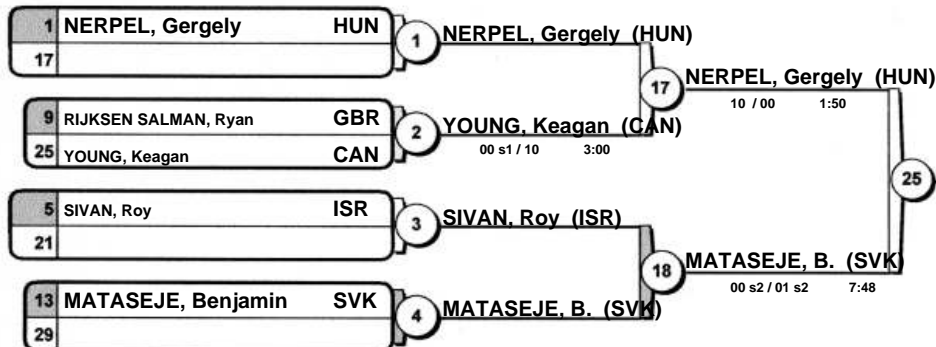 1 NERPEL, Gergely HUN
17
1
NERPEL, Gergely (HUN)
9 RIJKSEN SALMAN, Ryan GBR
25 YOUNG, Keagan CAN
2
YOUNG, Keagan (CAN)
00 s1 / 10 3:00
17
NERPEL, Gergely (HUN)
10 / 00 1:50
5 SIVAN, Roy ISR
21
3
SIVAN, Roy (ISR)
13 MATASEJE, Benjamin SVK
29
4
MATASEJE, B. (SVK)
18
MATASEJE, B. (SVK)
00 s2 / 01 s2 7:48
25